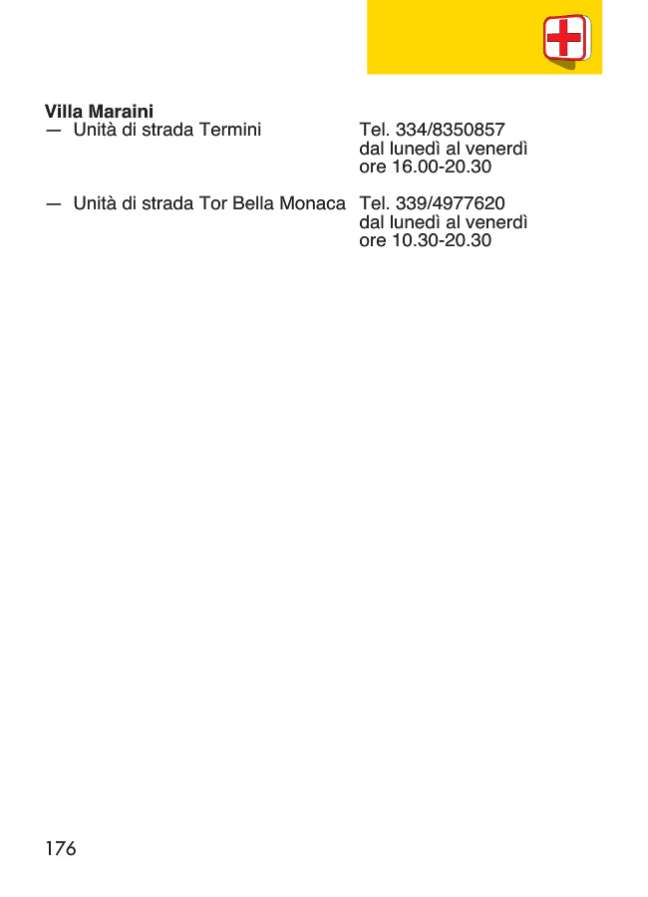 Villa Maraini
— Unità di strada Termini Tel. 334/8350857
dal lunedì al venerdì
ore 16.00-20.30
— Unità di strada Tor Bella Monaca Tel. 339/4977620
dal lunedì al venerdì
ore 10.30-20.30
176